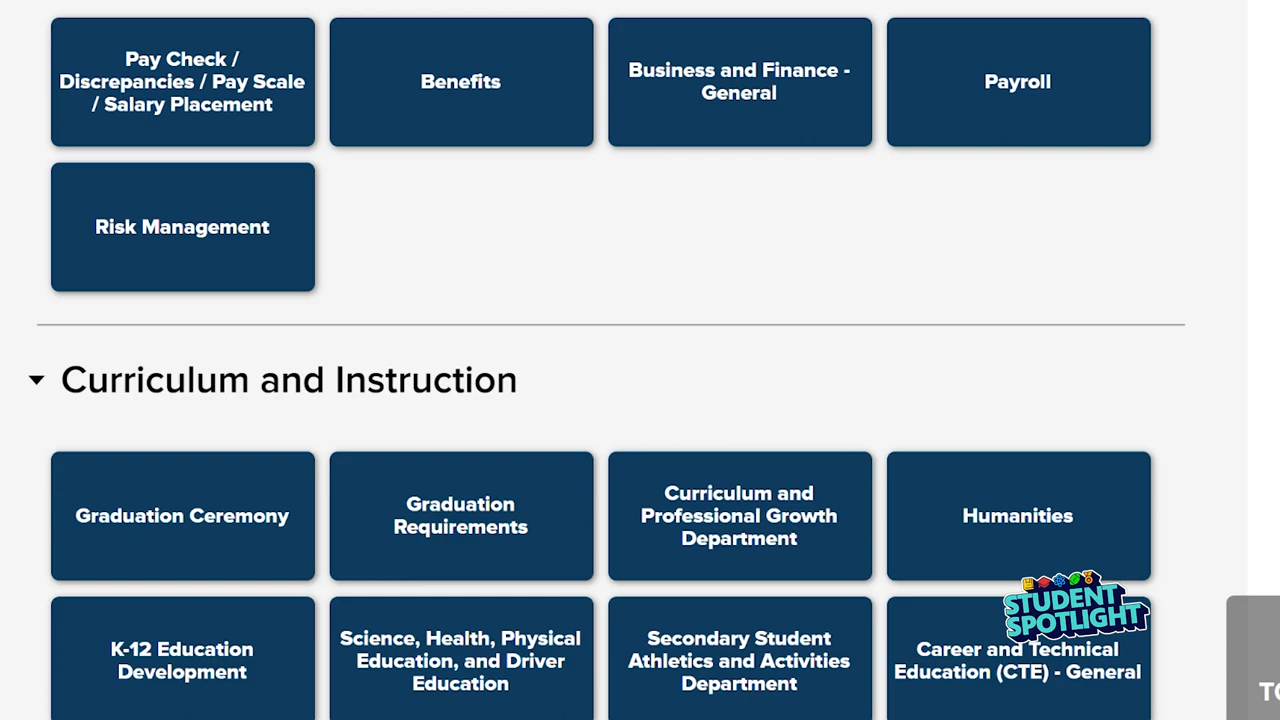 Pay Check /
Discrepancies / Pay Scale
/ Salary Placement
Benefits
Business and Finance -
General
Payroll
Risk Management
Curriculum and Instruction
Graduation Ceremony
Graduation
Requirements
Curriculum and
Professional Growth
Department
Humanities
K-12 Education
Development
Science, Health, Physical
Education, and Driver
Education
Secondary Student
Athletics and Activities
Department
STUDENT
SPOTLIGHT
Career and Technical
Education (CTE) - General